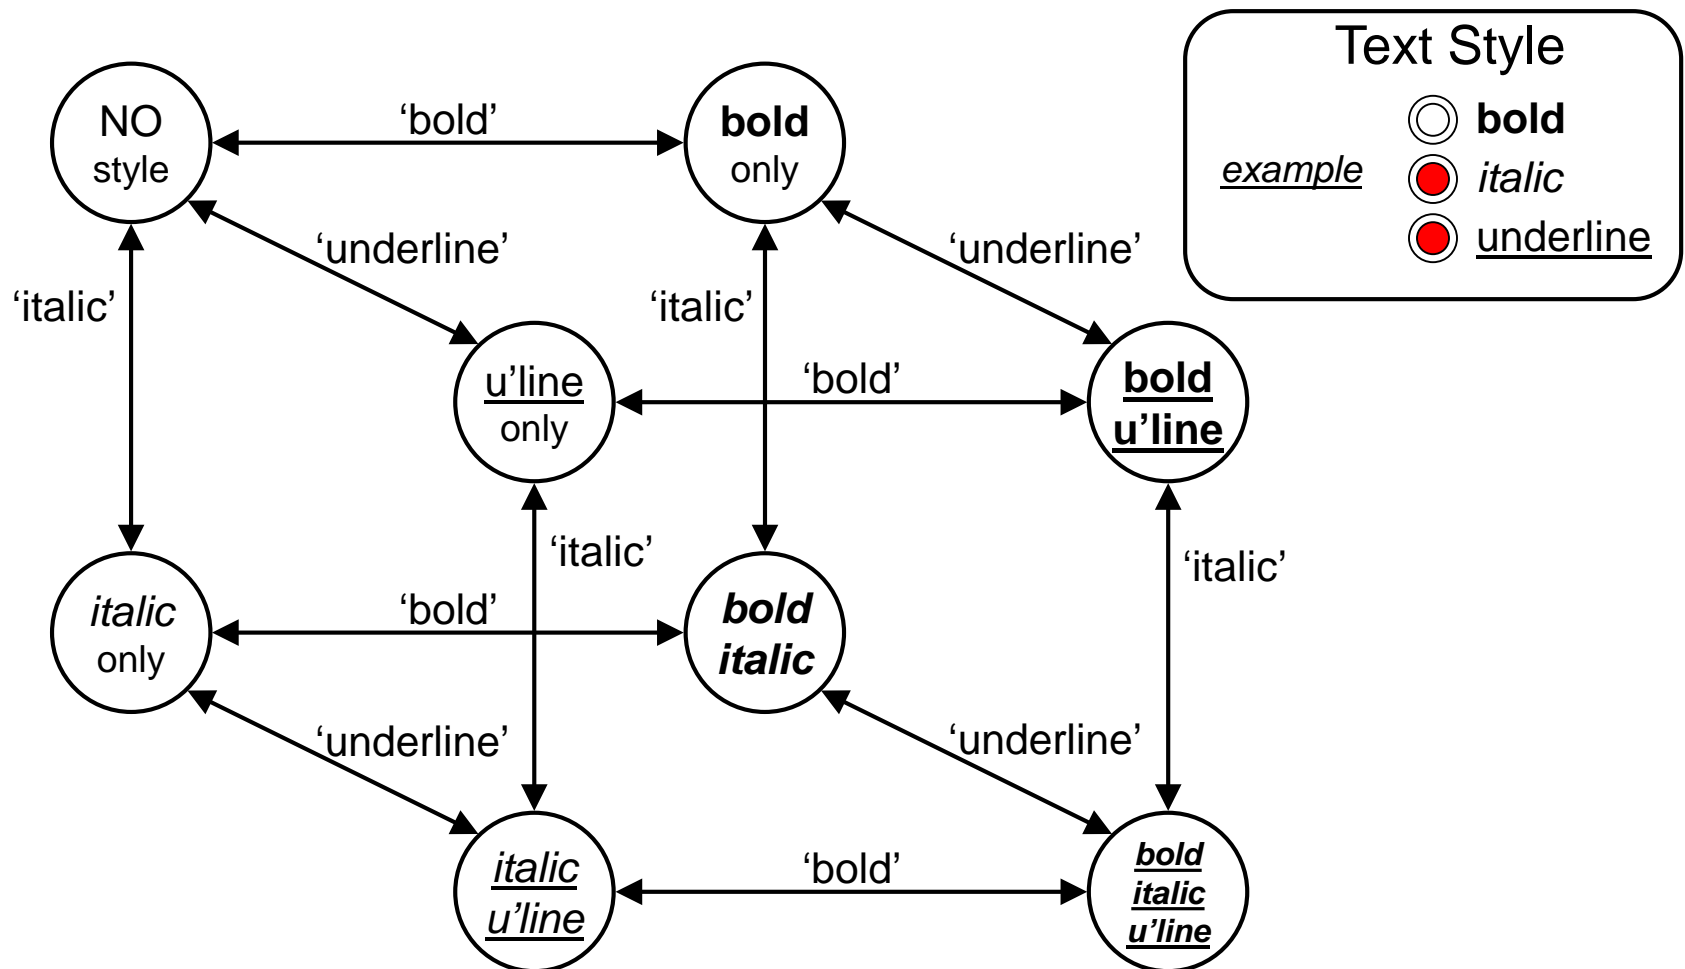 Text Style
bold
example
italic
underline
NO
style
‘bold’
bold
only
‘underline’
‘underline’
‘italic’
‘italic’
u’line
only
‘bold’
bold
u’line
‘italic’
‘italic’
italic
only
‘bold’
bold
italic
‘underline’
‘underline’
italic
u’line
‘bold’
bold
italic
u’line